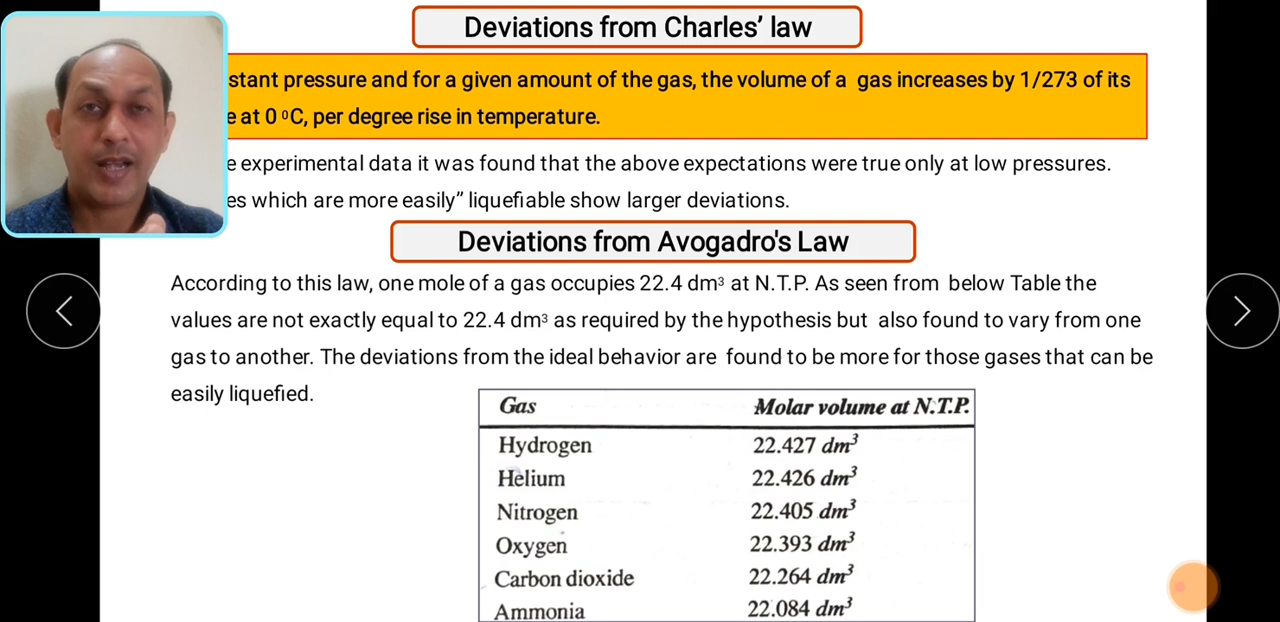 Deviations from Charles’ law
stant pressure and for a given amount of the gas, the volume of a gas increases by 1/273 of its
e at 0 ⁰C, per degree rise in temperature.
e experimental data it was found that the above expectations were true only at low pressures.
es which are more easily” liquefiable show larger deviations.
Deviations from Avogadro's Law
According to this law, one mole of a gas occupies 22.4 dm³ at N.T.P. As seen from below Table the
values are not exactly equal to 22.4 dm³ as required by the hypothesis but also found to vary from one
gas to another. The deviations from the ideal behavior are found to be more for those gases that can be
easily liquefied.
Gas Molar volume at N.T.P.
Hydrogen 22.427 dm³
Helium 22.426 dm³
Nitrogen 22.405 dm³
Oxygen 22.393 dm³
Carbon dioxide 22.264 dm³
Ammonia 22.084 dm³